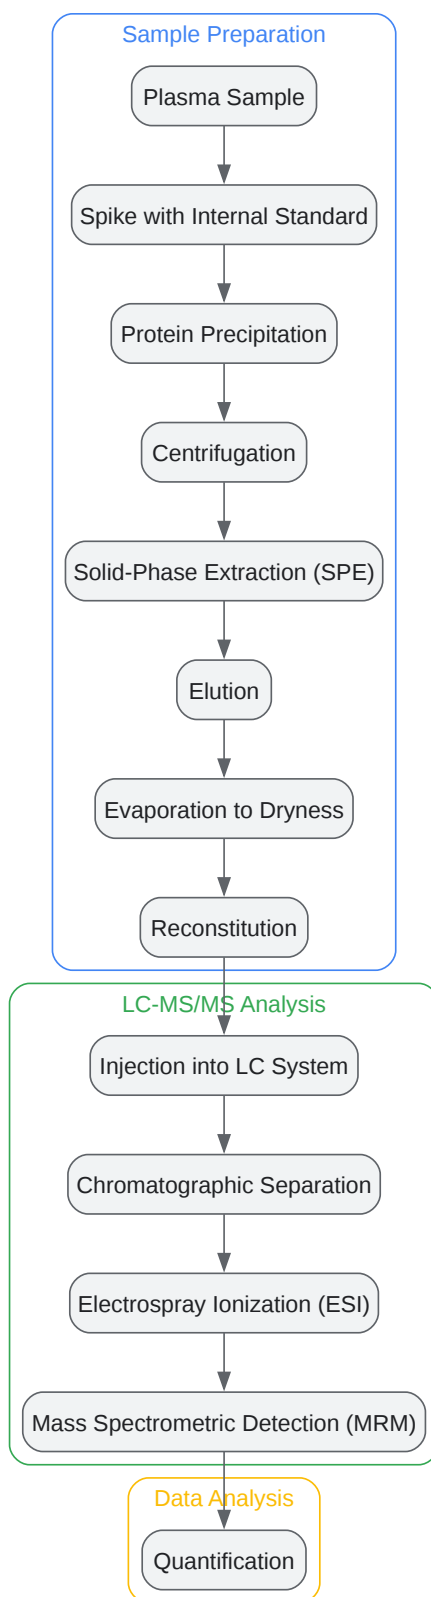 Sample Preparation
Plasma Sample
Spike with Internal Standard
Protein Precipitation
Centrifugation
Solid-Phase Extraction (SPE)
Elution
Evaporation to Dryness
Reconstitution
LC-MS/MS Analysis
Injection into LC System
Chromatographic Separation
Electrospray Ionization (ESI)
Mass Spectrometric Detection (MRM)
Data Analysis
Quantification